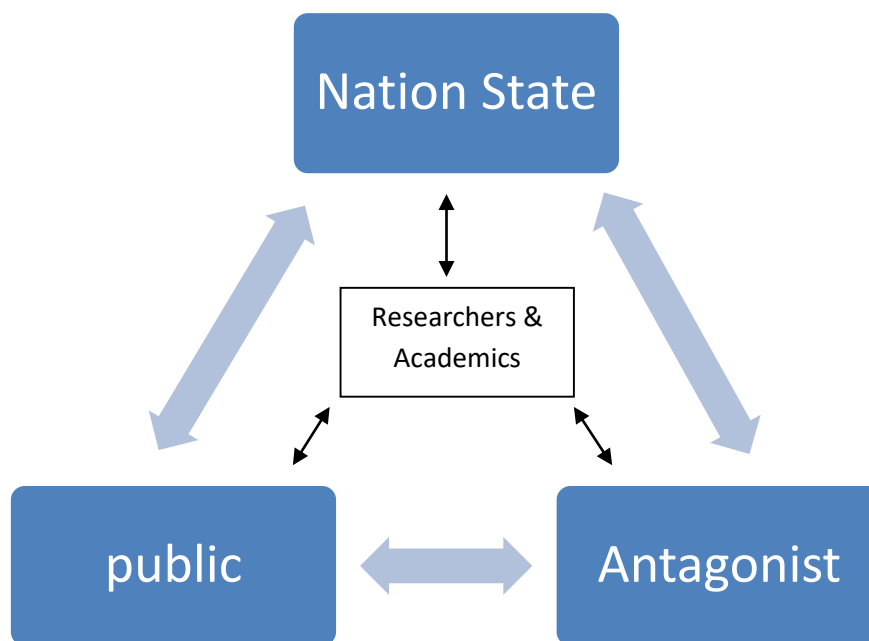 Nation State
Researchers &
Academics
public
Antagonist